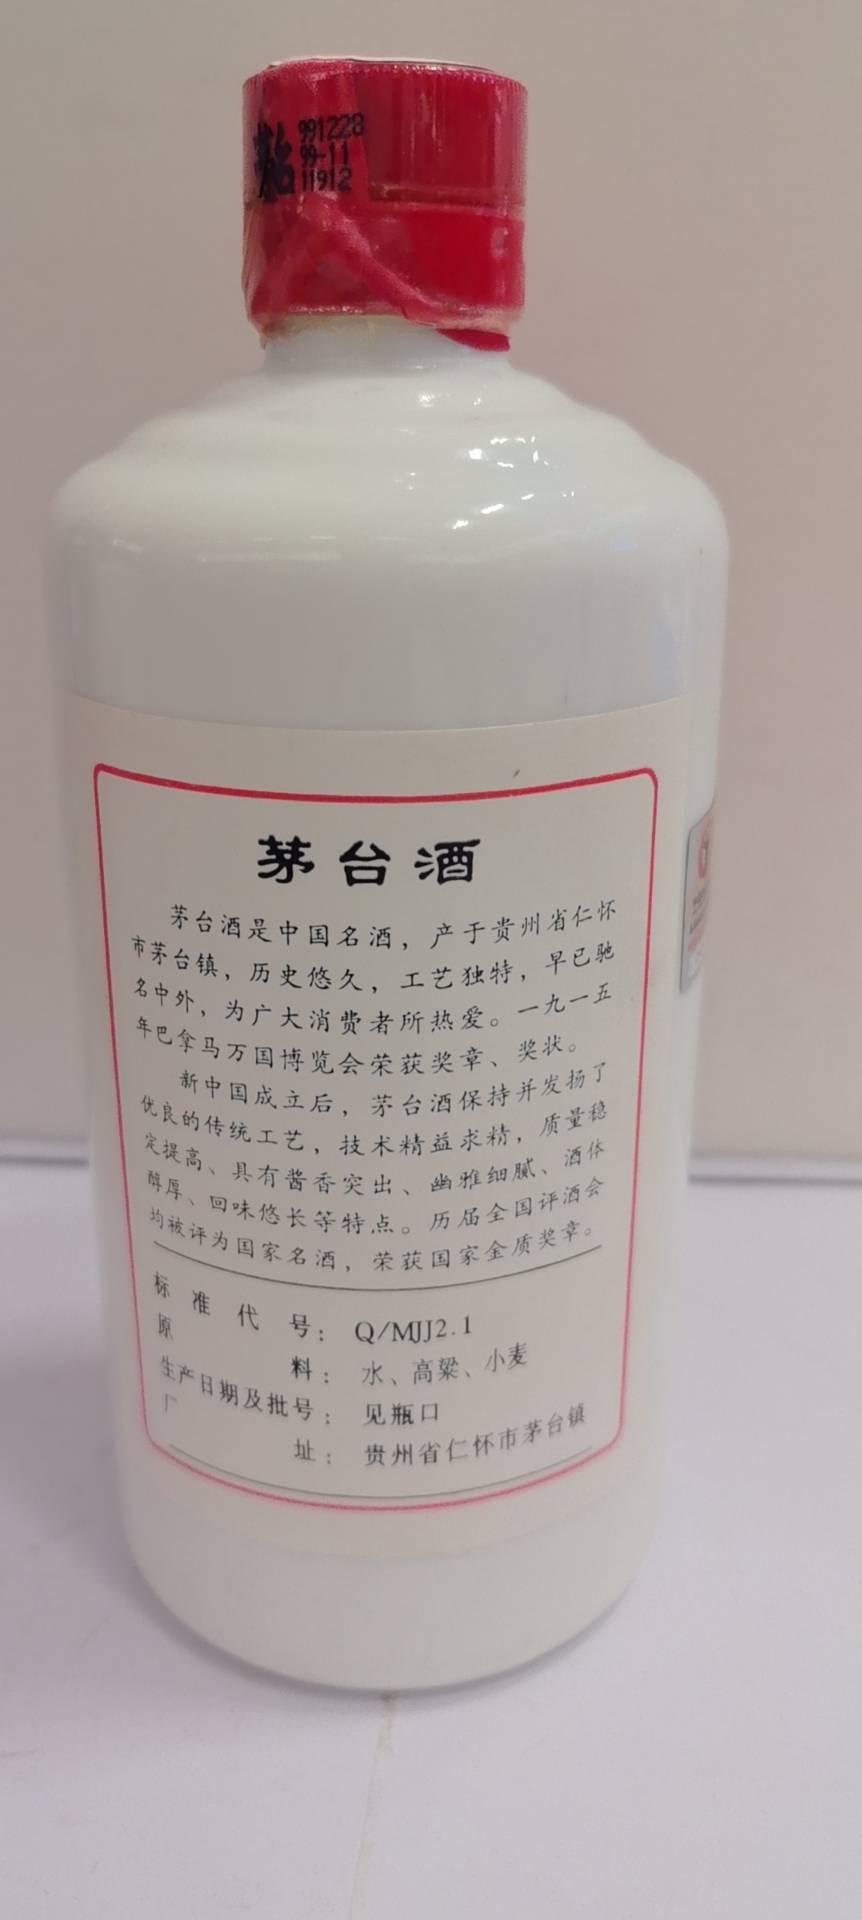 茅台
991228
99-11
11912
茅台酒
茅台酒是中国名酒，产于贵州省仁怀
市茅台镇，历史悠久，工艺独特，早已驰
名中外，为广大消费者所热爱。一九一五
年巴拿马万国博览会荣获奖章、奖状。
新中国成立后，茅台酒保持并发扬了
优良的传统工艺，技术精益求精，质量稳
定提高、具有酱香突出、幽雅细腻、酒体
醇厚、回味悠长等特点。历届全国评酒会
均被评为国家名酒，荣获国家金质奖章。
标准代号：Q/MJJ2.1
原料：水、高粱、小麦
生产日期及批号：见瓶口
厂址：贵州省仁怀市茅台镇